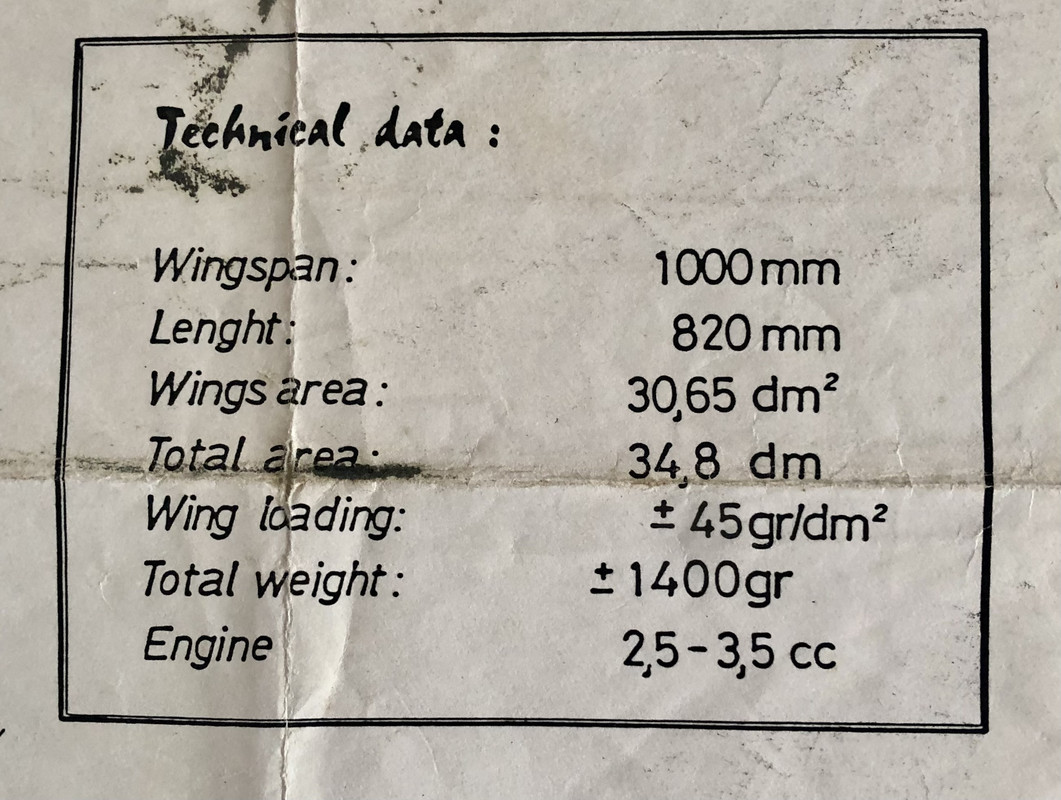 Technical data :
Wingspan: 1000 mm
Lenght: 820 mm
Wings area: 30,65 dm²
Total area: 34,8 dm
Wing loading: ± 45 gr/dm²
Total weight: ± 1400 gr
Engine 2,5 - 3,5 cc